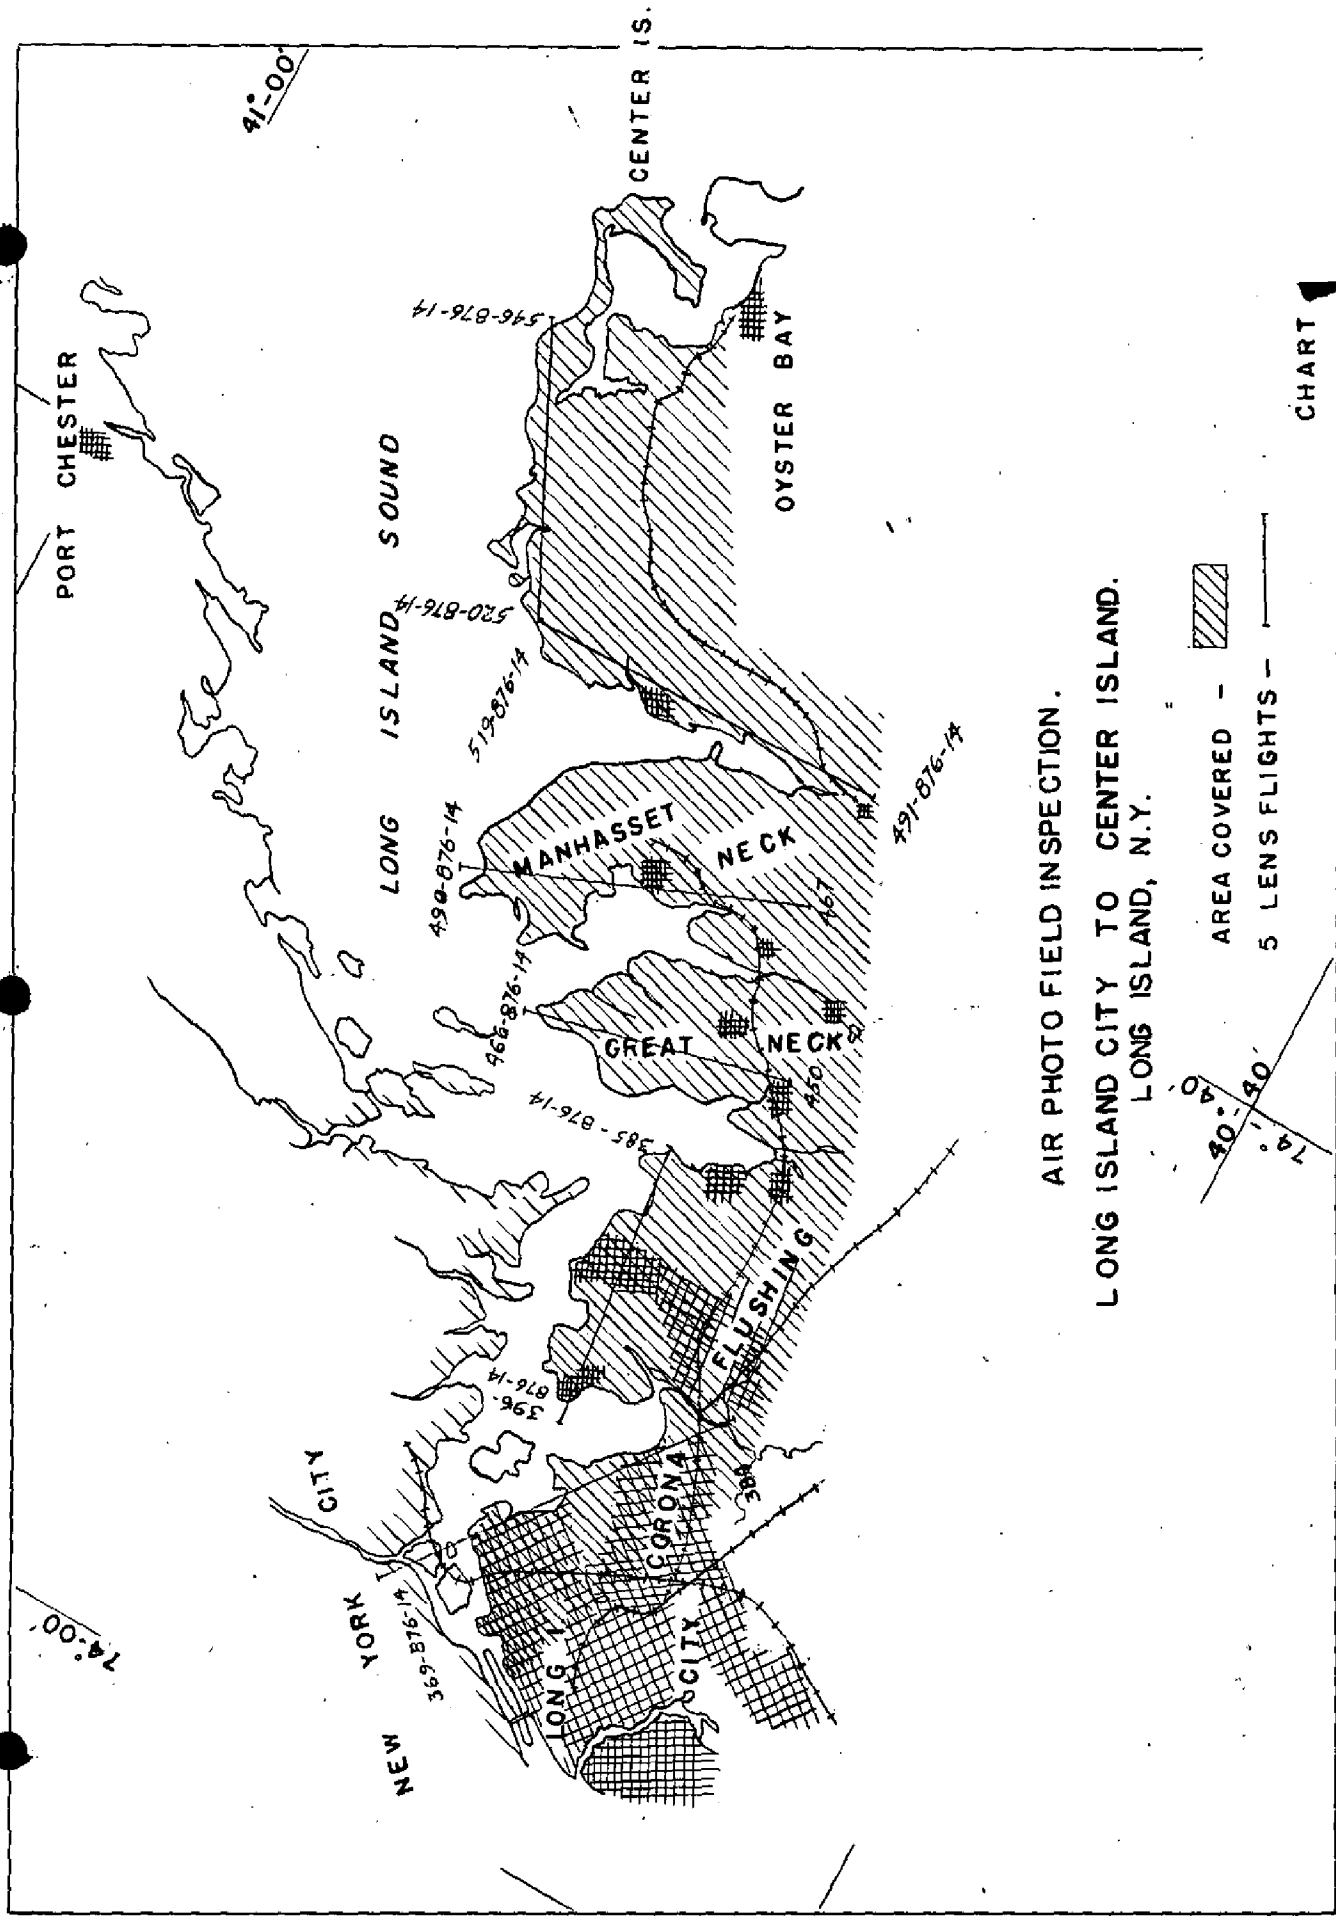 41°-00'
CENTER IS.
PORT CHESTER
546-876-14
LONG ISLAND SOUND
OYSTER BAY
520-876-14
519-876-14
490-876-14
MANHASSET
NECK
467
491-876-14
466-876-14
GREAT
NECK
450
385-876-14
FLUSHING
396-
876-14
CORONA
384
LONG I
CITY
NEW YORK CITY
369-876-14
74°-00'
AIR PHOTO FIELD INSPECTION.
LONG ISLAND CITY TO CENTER ISLAND.
LONG ISLAND, N.Y.
AREA COVERED -
5 LENS FLIGHTS -
40°-40'
74°-40'
CHART